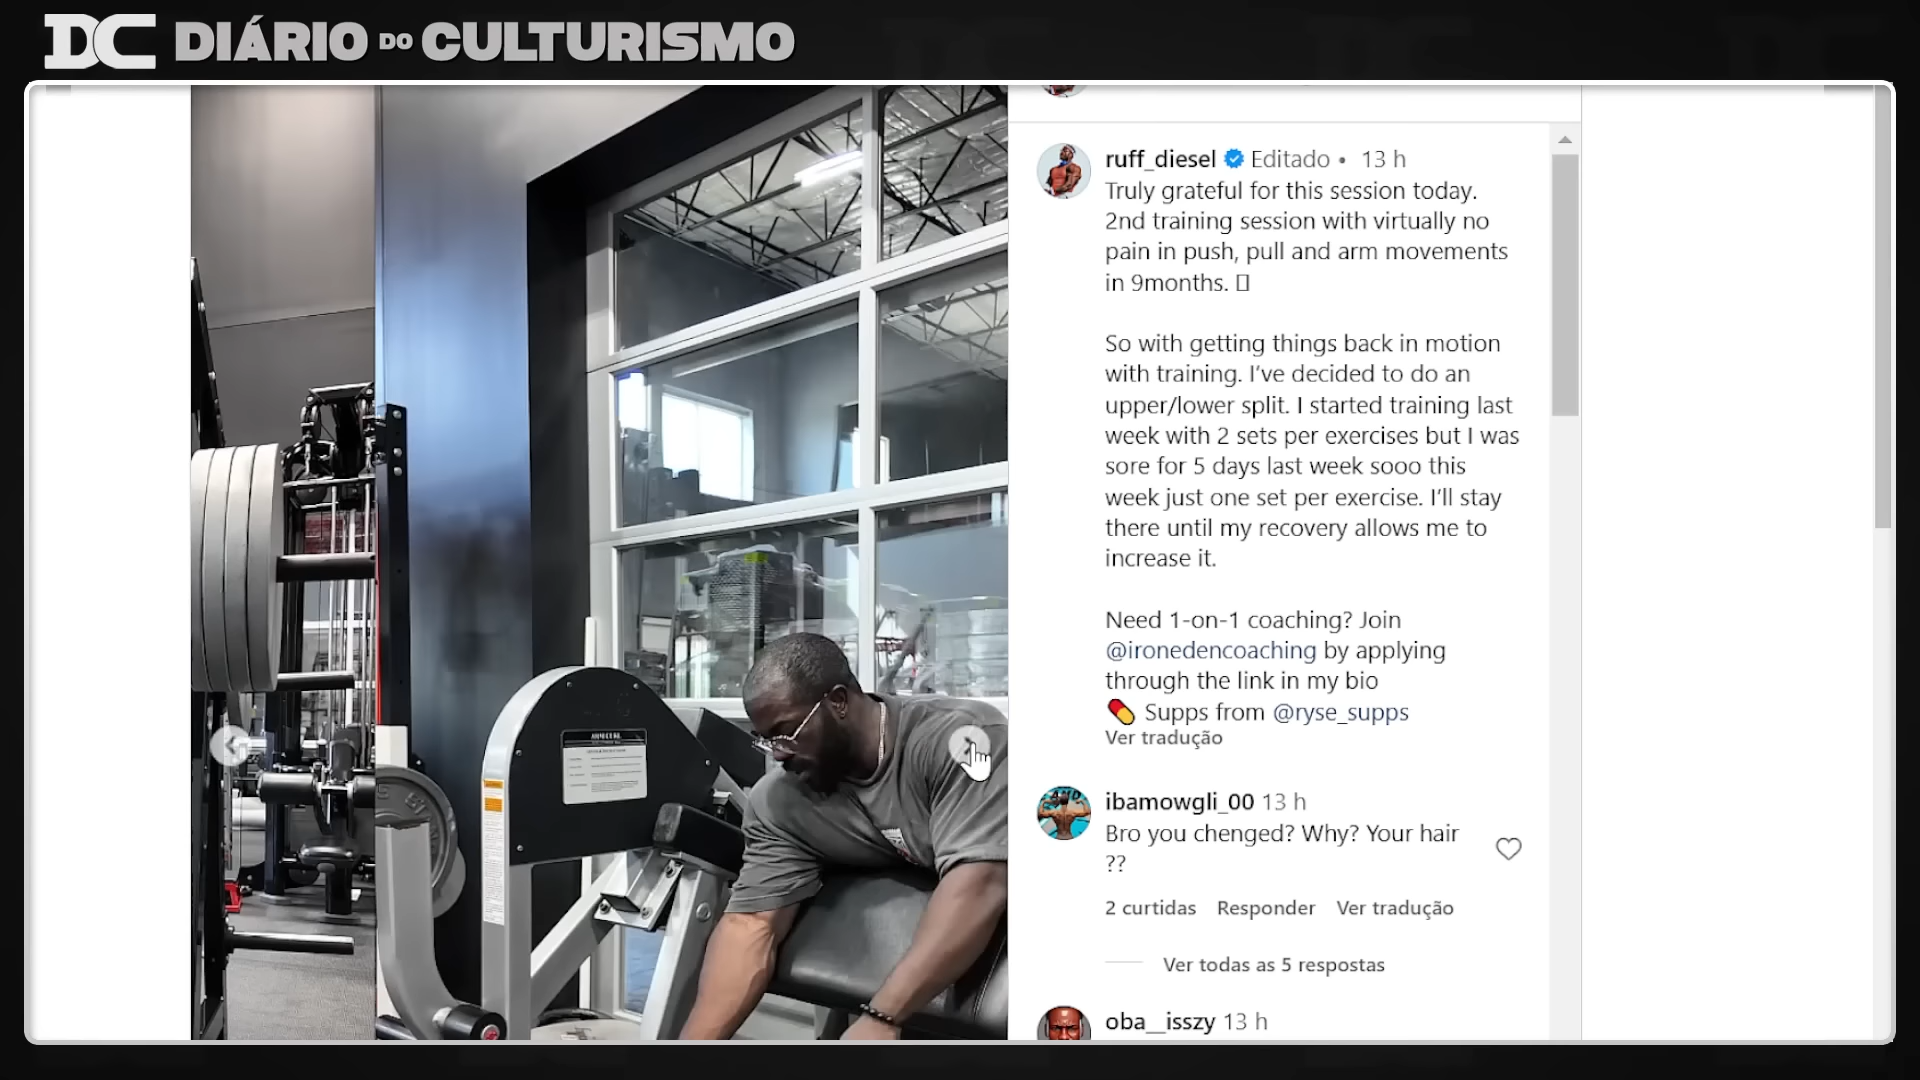 DC DIÁRIO DO CULTURISMO
ruff_diesel Editado • 13 h
Truly grateful for this session today.
2nd training session with virtually no
pain in push, pull and arm movements
in 9months.
So with getting things back in motion
with training. I’ve decided to do an
upper/lower split. I started training last
week with 2 sets per exercises but I was
sore for 5 days last week sooo this
week just one set per exercise. I’ll stay
there until my recovery allows me to
increase it.
Need 1-on-1 coaching? Join
@ironedencoaching by applying
through the link in my bio
💊 Supps from @ryse_supps
Ver tradução
ibamowgli_00 13 h
Bro you chenged? Why? Your hair
??
2 curtidas Responder Ver tradução
Ver todas as 5 respostas
oba__isszy 13 h